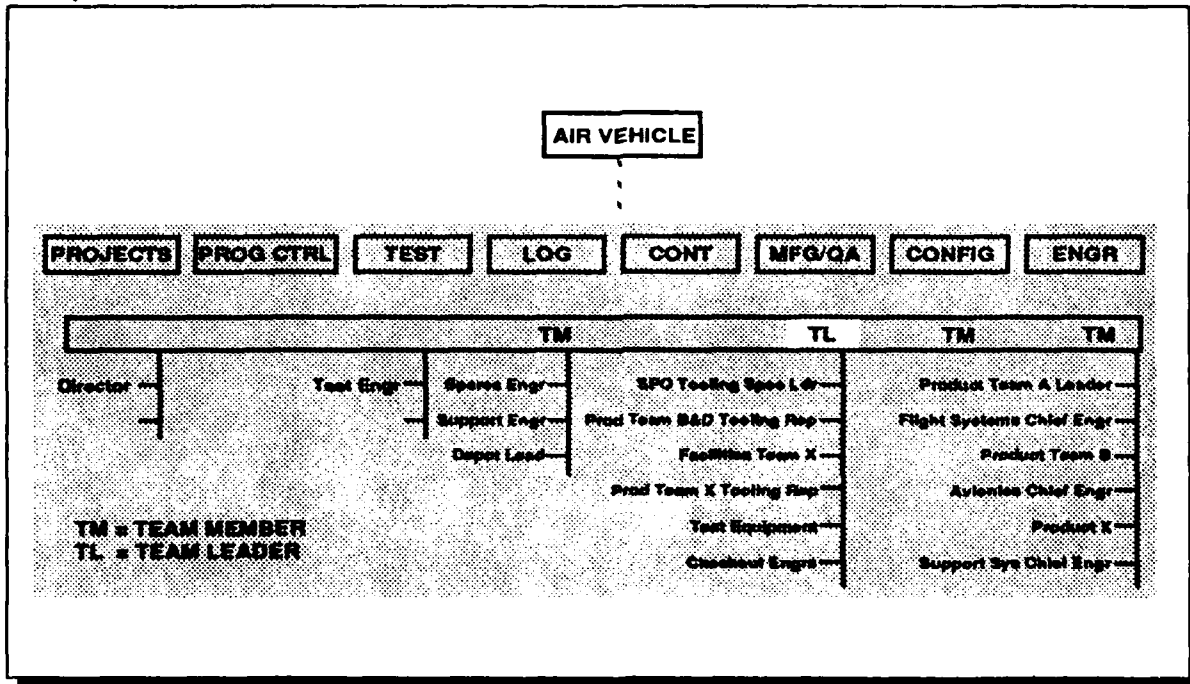 AIR VEHICLE
PROJECTS PROG CTRL TEST LOG CONT MFG/QA CONFIG ENGR
TM TL TM TM
Director Test Engr Spares Engr SPO Tooling Spec Ldr Product Team A Leader
Support Engr Prod Team B&D Tooling Rep Flight Systems Chief Engr
Depot Lead Facilities Team X Product Team B
Prod Team X Tooling Rep Avionics Chief Engr
TM = TEAM MEMBER Test Equipment Product X
TL = TEAM LEADER Checkout Engrs Support Sys Chief Engr